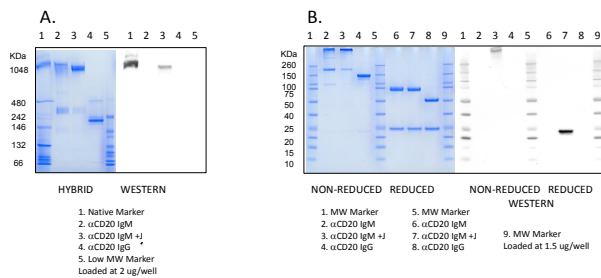 A.
1 2 3 4 5 1 2 3 4 5
KDa
1048
480
242
146
132
66
HYBRID WESTERN
1. Native Marker
2. αCD20 IgM
3. αCD20 IgM +J
4. αCD20 IgG
5. Low MW Marker
Loaded at 2 ug/well
B.
1 2 3 4 5 6 7 8 9 1 2 3 4 5 6 7 8 9
KDa
260
150
100
75
50
40
25
20
15
10
NON-REDUCED REDUCED NON-REDUCED REDUCED
WESTERN
1. MW Marker
2. αCD20 IgM
3. αCD20 IgM +J
4. αCD20 IgG
5. MW Marker
6. αCD20 IgM
7. αCD20 IgM +J
8. αCD20 IgG
9. MW Marker
Loaded at 1.5 ug/well